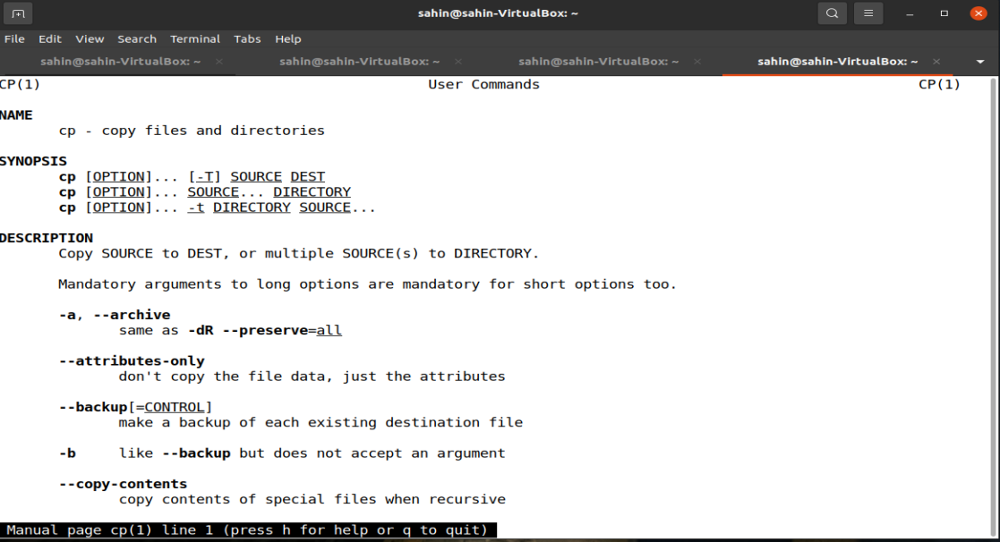 sahin@sahin-VirtualBox: ~
File Edit View Search Terminal Tabs Help
sahin@sahin-VirtualBox: ~ × sahin@sahin-VirtualBox: ~ × sahin@sahin-VirtualBox: ~ × sahin@sahin-VirtualBox: ~ ×
CP(1) User Commands CP(1)
NAME
cp - copy files and directories
SYNOPSIS
cp [OPTION]... [-T] SOURCE DEST
cp [OPTION]... SOURCE... DIRECTORY
cp [OPTION]... -t DIRECTORY SOURCE...
DESCRIPTION
Copy SOURCE to DEST, or multiple SOURCE(s) to DIRECTORY.
Mandatory arguments to long options are mandatory for short options too.
-a, --archive
same as -dR --preserve=all
--attributes-only
don't copy the file data, just the attributes
--backup[=CONTROL]
make a backup of each existing destination file
-b like --backup but does not accept an argument
--copy-contents
copy contents of special files when recursive
Manual page cp(1) line 1 (press h for help or q to quit)